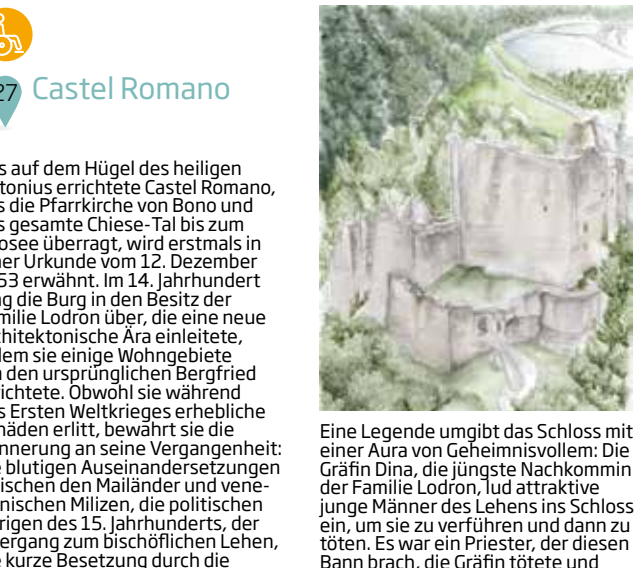 27 Castel Romano
s auf dem Hügel des heiligen
tonius errichtete Castel Romano,
s die Pfarrkirche von Bono und
s gesamte Chiese-Tal bis zum
osee überragt, wird erstmals in
er Urkunde vom 12. Dezember
53 erwähnt. Im 14. Jahrhundert
g die Burg in den Besitz der
milie Lodron über, die eine neue
chitektonische Ära einleitete,
dem sie einige Wohngebiete
n den ursprünglichen Bergfried
richtete. Obwohl sie während
s Ersten Weltkrieges erhebliche
häden erlitt, bewahrt sie die
nnerung an seine Vergangenheit:
e blutigen Auseinandersetzungen
ischen den Mailänder und vene-
nischen Milizen, die politischen
rigen des 15. Jahrhunderts, der
ergang zum bischöflichen Lehen,
e kurze Besetzung durch die
Eine Legende umgibt das Schloss mit
einer Aura von Geheimnisvollem: Die
Gräfin Dina, die jüngste Nachkommin
der Familie Lodron, lud attraktive
junge Männer des Lehens ins Schloss
ein, um sie zu verführen und dann zu
töten. Es war ein Priester, der diesen
Bann brach, die Gräfin tötete und